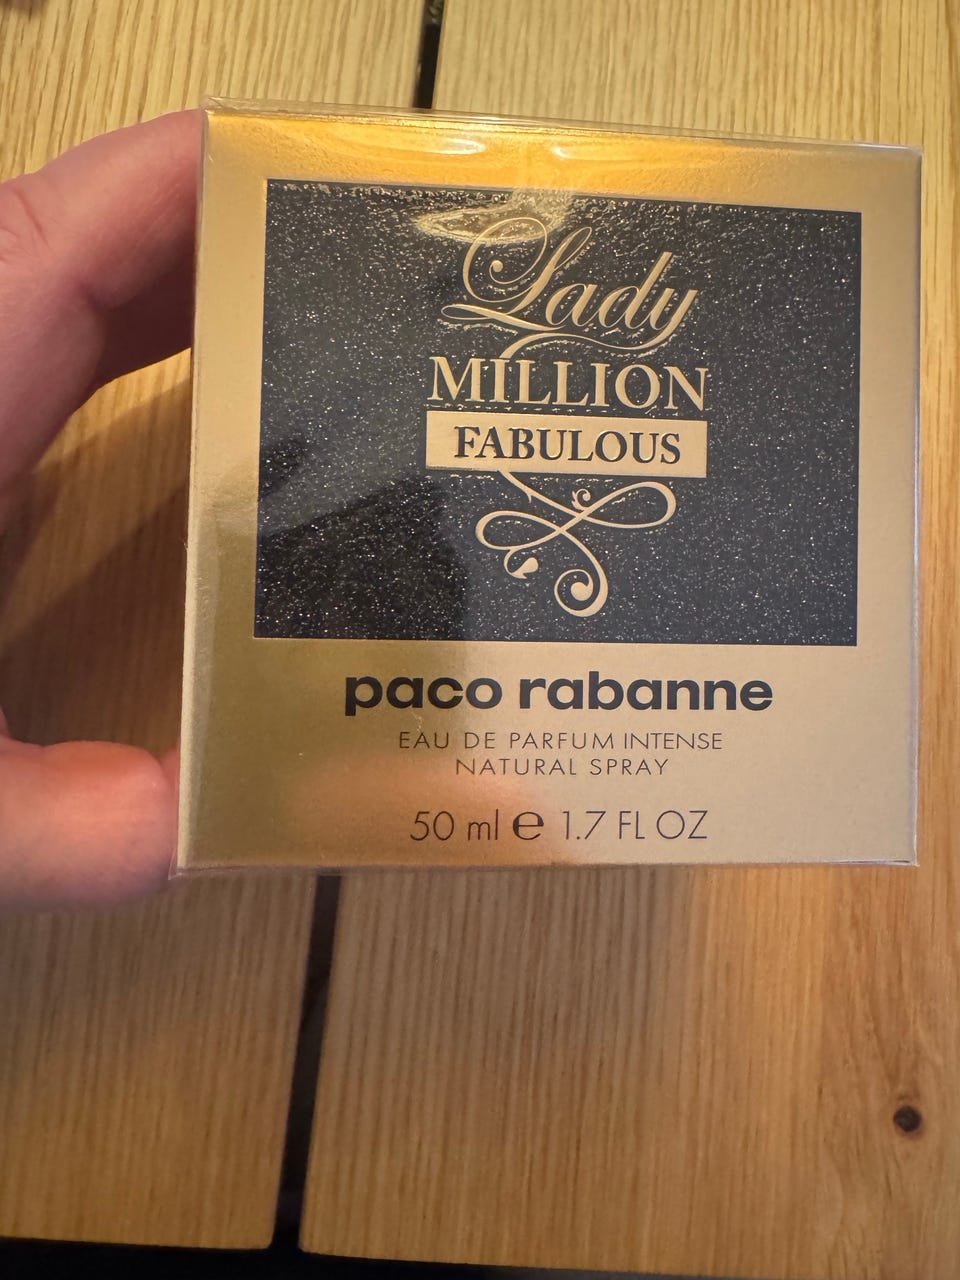 Lady
MILLION
FABULOUS
paco rabanne
EAU DE PARFUM INTENSE
NATURAL SPRAY
50 ml ℮ 1.7 FL OZ